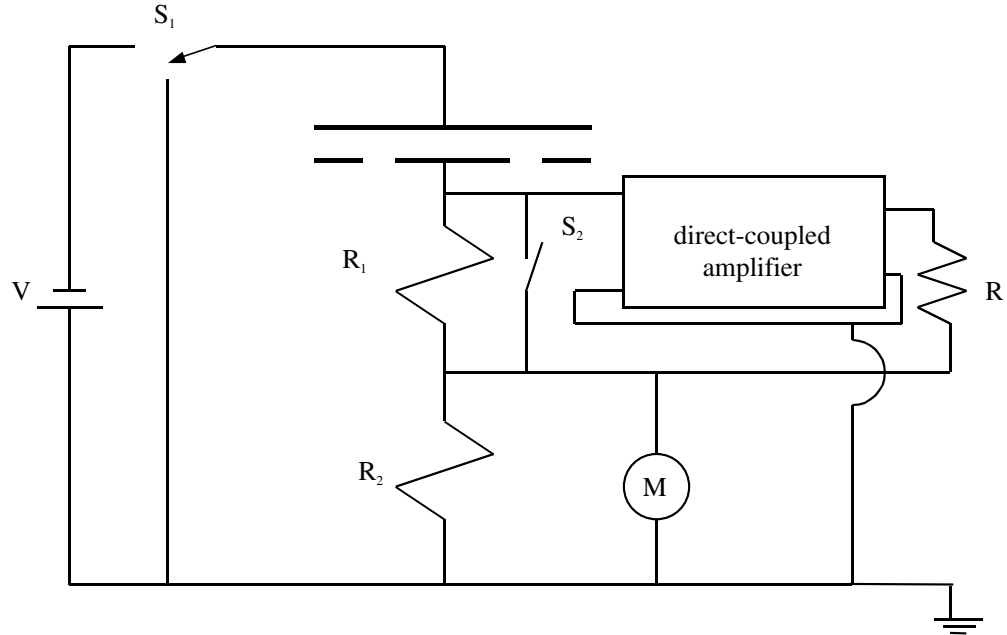 S₁
V
R₁
S₂
direct-coupled
amplifier
R
R₂
M